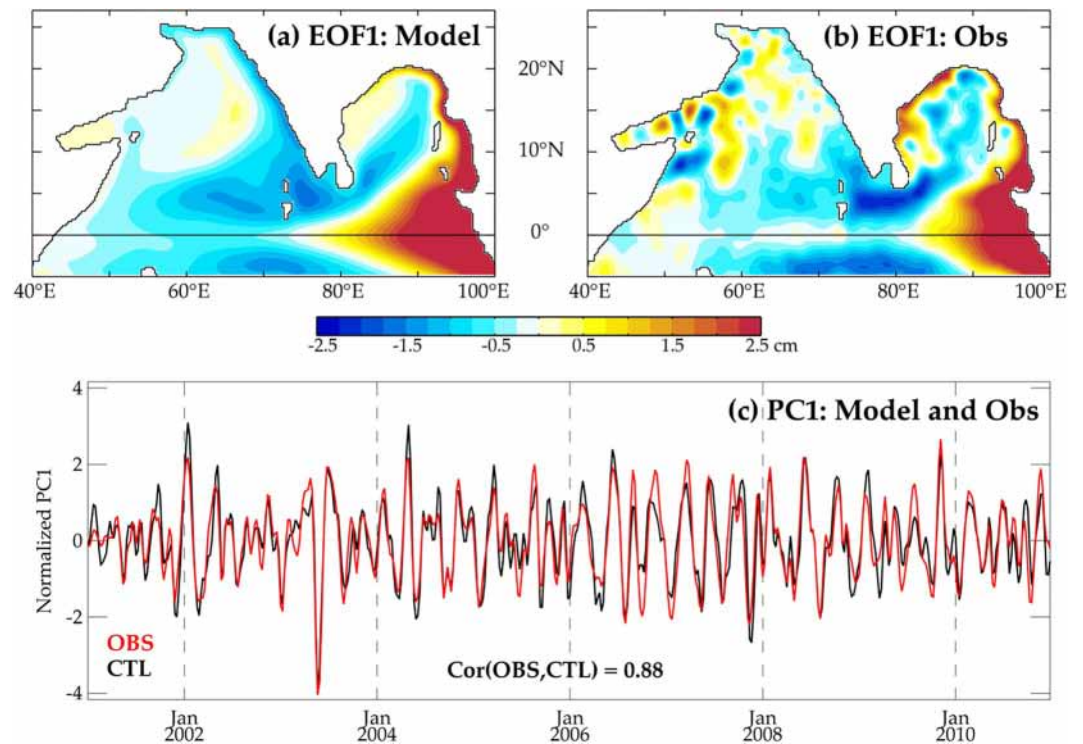 (a) EOF1: Model
(b) EOF1: Obs
20°N
10°N
0°
40°E 60°E 80°E 100°E
40°E 60°E 80°E 100°E
-2.5 -1.5 -0.5 0.5 1.5 2.5 cm
(c) PC1: Model and Obs
Normalized PC1
4
2
0
-2
-4
OBS
CTL
Cor(OBS,CTL) = 0.88
Jan Jan Jan Jan Jan
2002 2004 2006 2008 2010